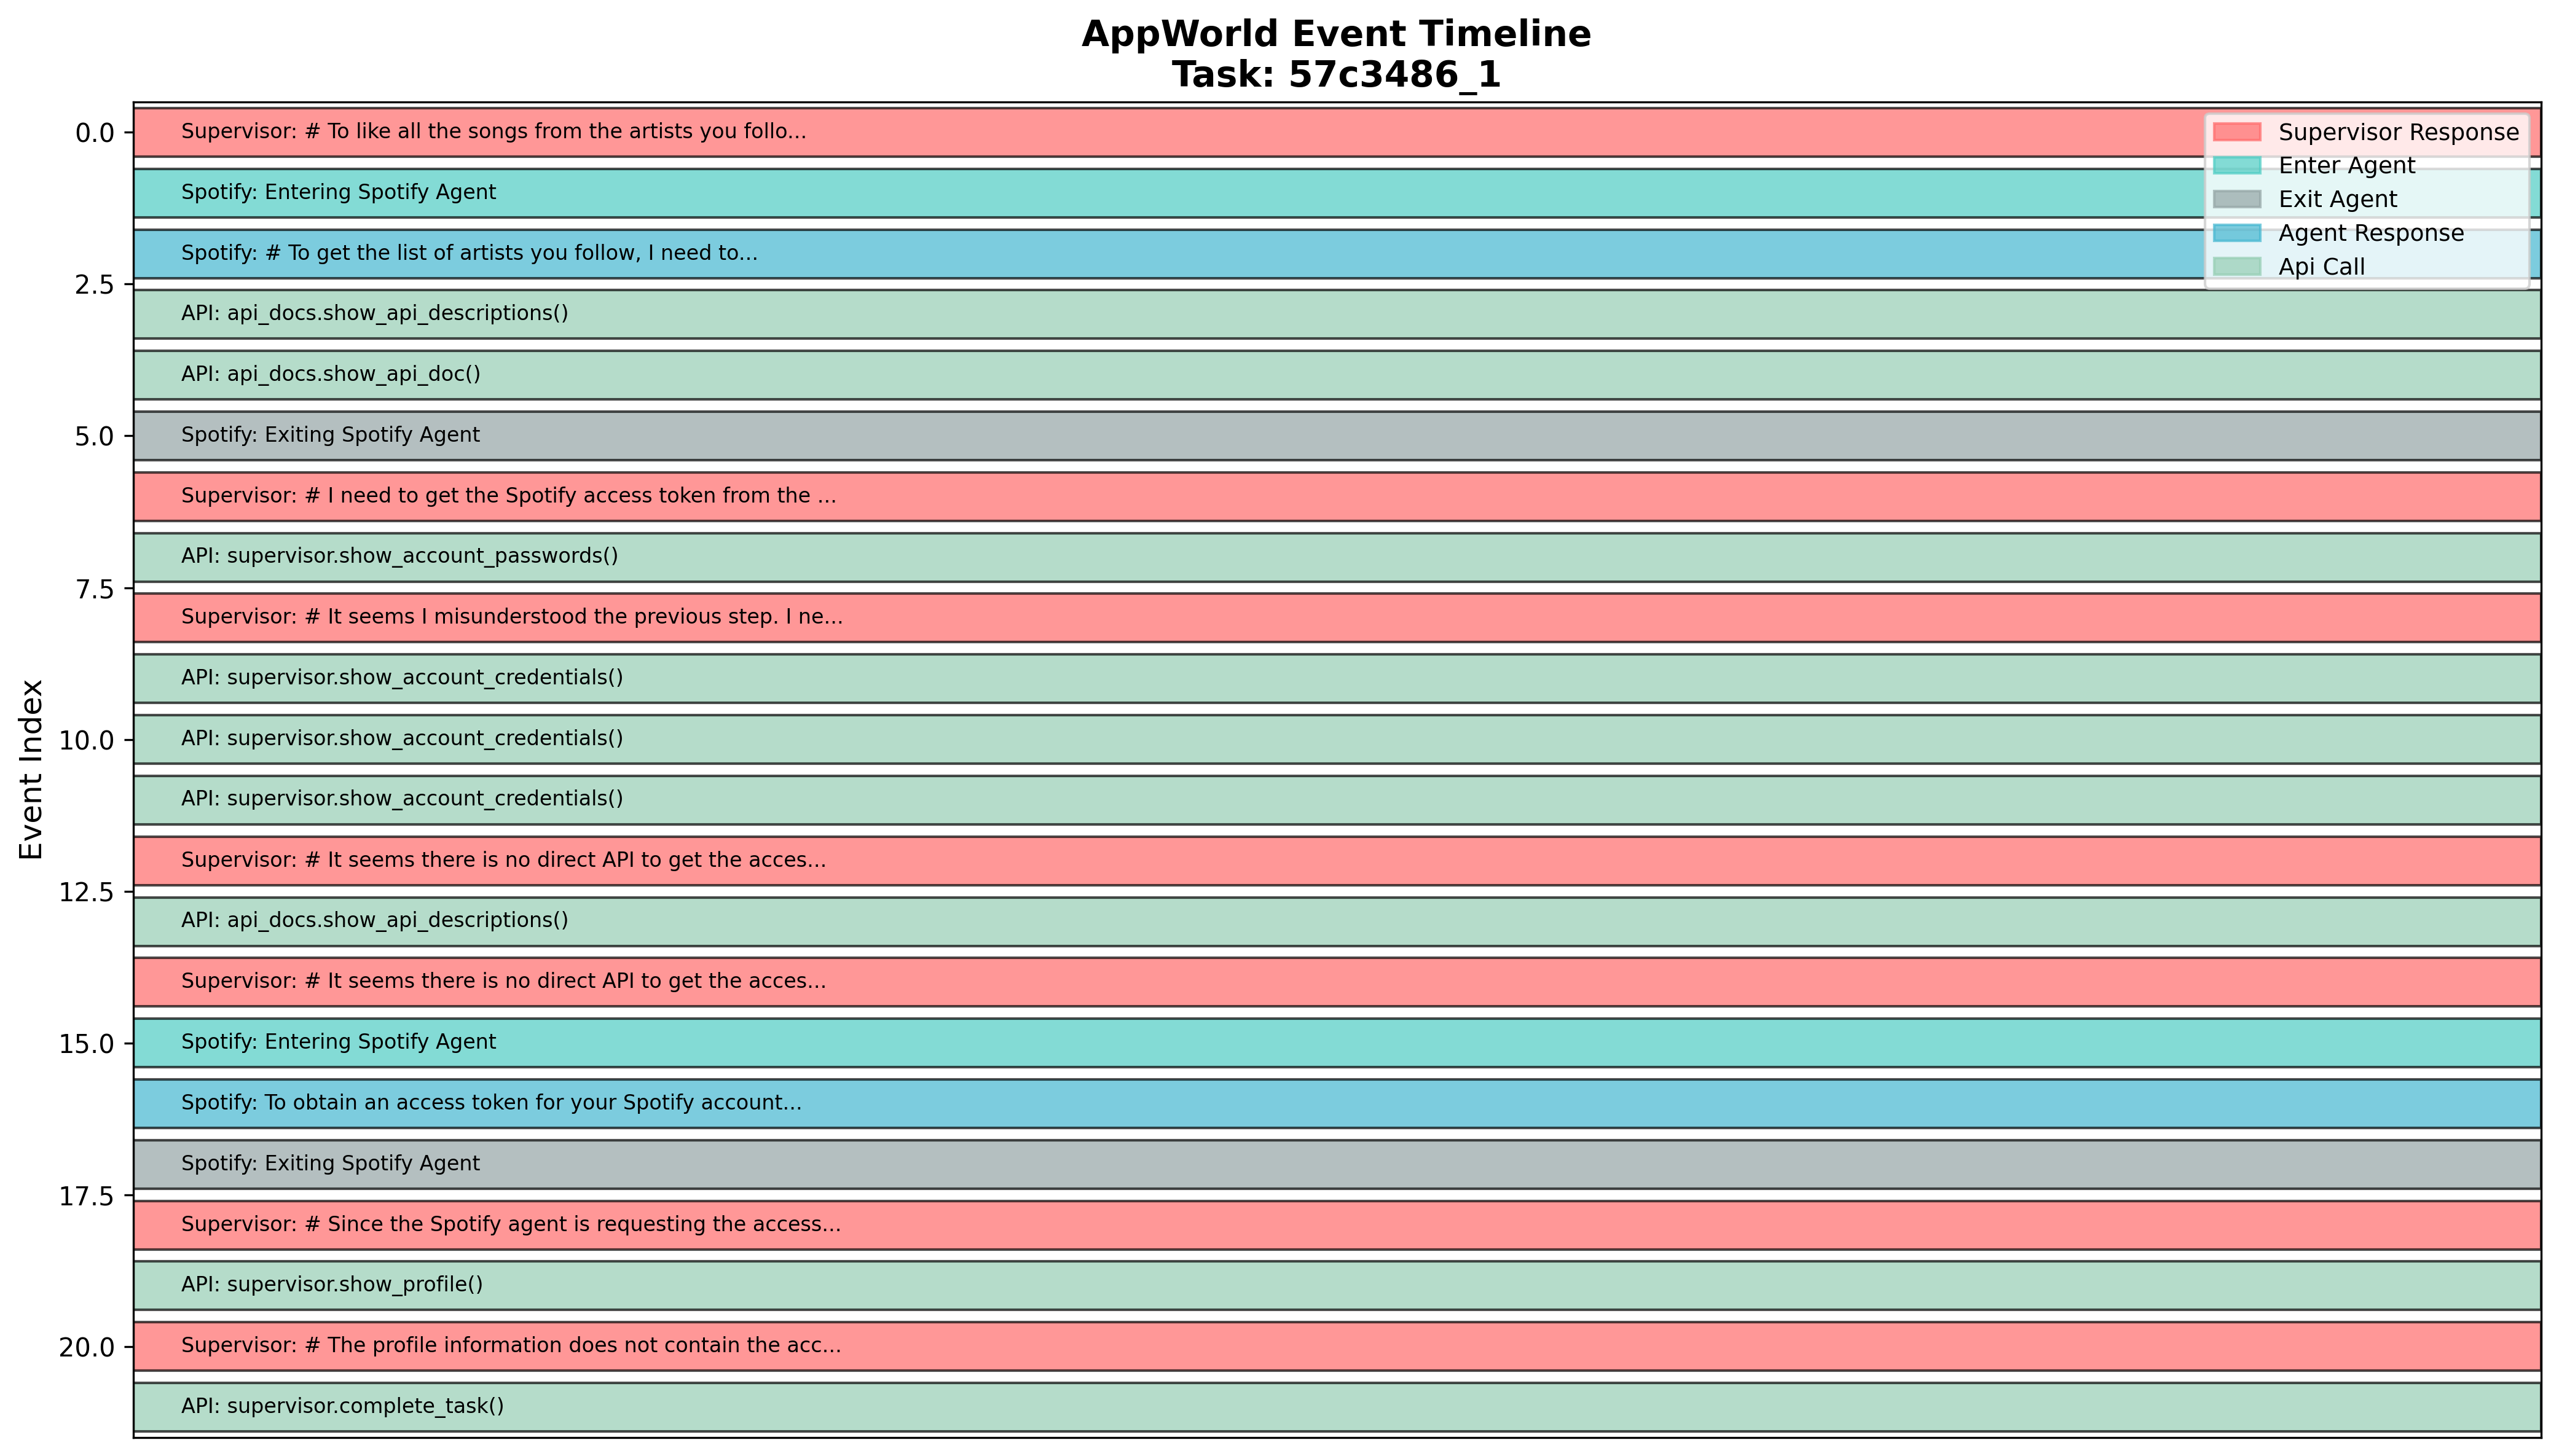 AppWorld Event Timeline
Task: 57c3486_1
Supervisor Response
Enter Agent
Exit Agent
Agent Response
Api Call
Event Index
0.0
2.5
5.0
7.5
10.0
12.5
15.0
17.5
20.0
Supervisor: # To like all the songs from the artists you follo...
Spotify: Entering Spotify Agent
Spotify: # To get the list of artists you follow, I need to...
API: api_docs.show_api_descriptions()
API: api_docs.show_api_doc()
Spotify: Exiting Spotify Agent
Supervisor: # I need to get the Spotify access token from the ...
API: supervisor.show_account_passwords()
Supervisor: # It seems I misunderstood the previous step. I ne...
API: supervisor.show_account_credentials()
API: supervisor.show_account_credentials()
API: supervisor.show_account_credentials()
Supervisor: # It seems there is no direct API to get the acces...
API: api_docs.show_api_descriptions()
Supervisor: # It seems there is no direct API to get the acces...
Spotify: Entering Spotify Agent
Spotify: To obtain an access token for your Spotify account...
Spotify: Exiting Spotify Agent
Supervisor: # Since the Spotify agent is requesting the access...
API: supervisor.show_profile()
Supervisor: # The profile information does not contain the acc...
API: supervisor.complete_task()